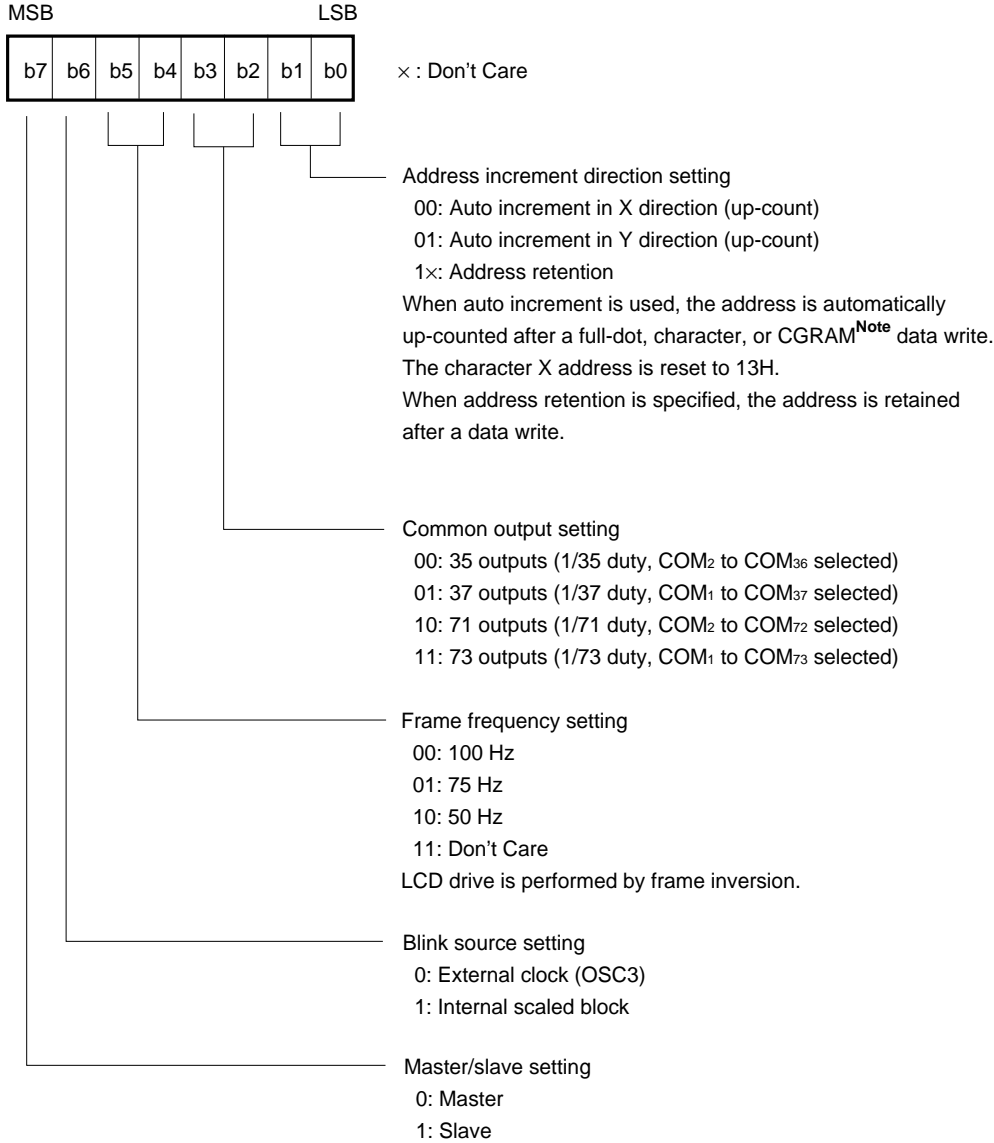 MSB LSB
b7 b6 b5 b4 b3 b2 b1 b0 × : Don't Care
Address increment direction setting
00: Auto increment in X direction (up-count)
01: Auto increment in Y direction (up-count)
1×: Address retention
When auto increment is used, the address is automatically
up-counted after a full-dot, character, or CGRAMNote data write.
The character X address is reset to 13H.
When address retention is specified, the address is retained
after a data write.
Common output setting
00: 35 outputs (1/35 duty, COM2 to COM36 selected)
01: 37 outputs (1/37 duty, COM1 to COM37 selected)
10: 71 outputs (1/71 duty, COM2 to COM72 selected)
11: 73 outputs (1/73 duty, COM1 to COM73 selected)
Frame frequency setting
00: 100 Hz
01: 75 Hz
10: 50 Hz
11: Don't Care
LCD drive is performed by frame inversion.
Blink source setting
0: External clock (OSC3)
1: Internal scaled block
Master/slave setting
0: Master
1: Slave